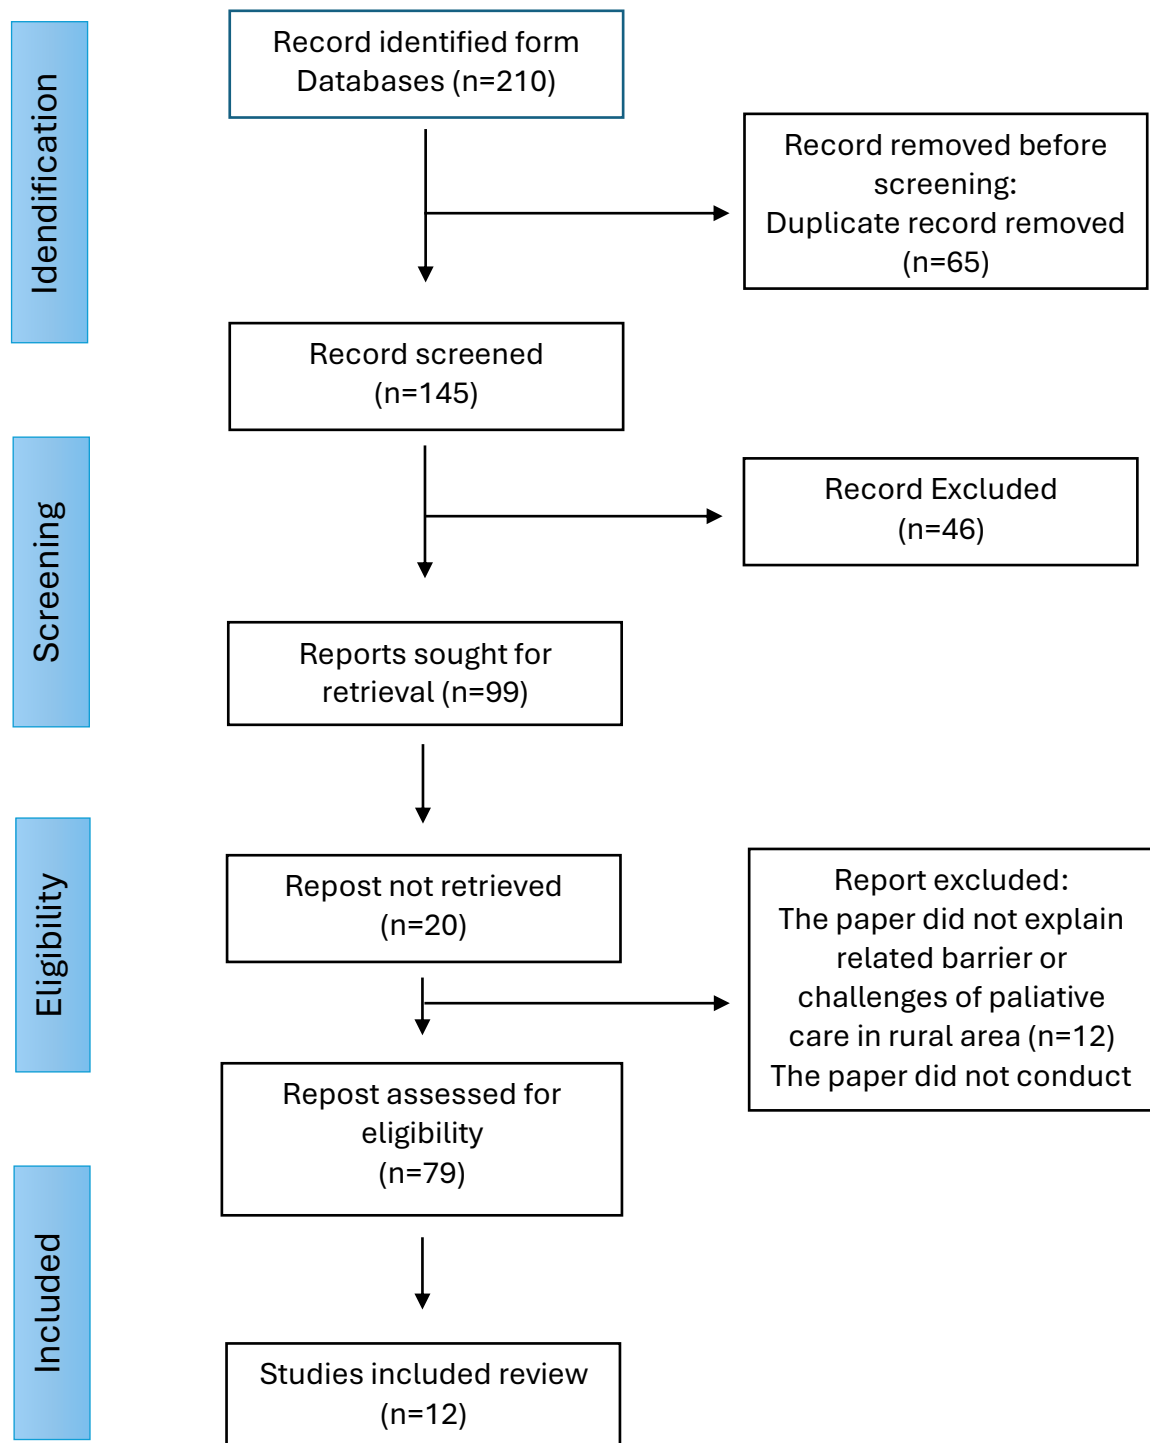 Idendification
Record identified form
Databases (n=210)
Record removed before
screening:
Duplicate record removed
(n=65)
Record screened
(n=145)
Screening
Record Excluded
(n=46)
Reports sought for
retrieval (n=99)
Eligibility
Repost not retrieved
(n=20)
Report excluded:
The paper did not explain
related barrier or
challenges of paliative
care in rural area (n=12)
The paper did not conduct
Repost assessed for
eligibility
(n=79)
Included
Studies included review
(n=12)